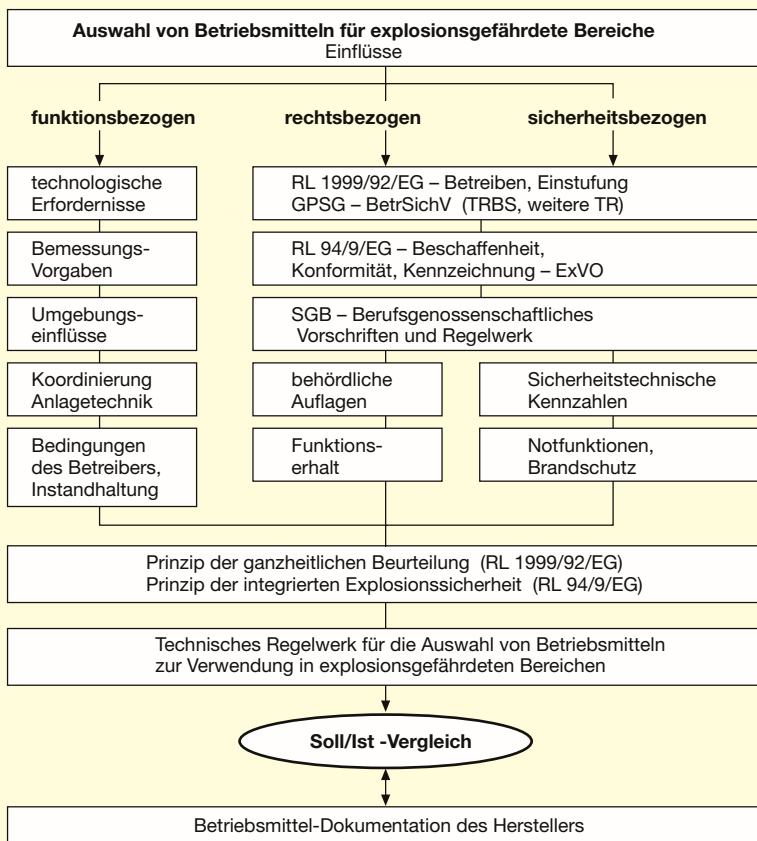 Auswahl von Betriebsmitteln für explosionsgefährdete Bereiche
Einflüsse
funktionsbezogen
rechtsbezogen
sicherheitsbezogen
technologische
Erfordernisse
Bemessungs-
Vorgaben
Umgebungs-
einflüsse
Koordinierung
Anlagetechnik
Bedingungen
des Betreibers,
Instandhaltung
RL 1999/92/EG – Betreiben, Einstufung
GPSG – BetrSichV (TRBS, weitere TR)
RL 94/9/EG – Beschaffenheit,
Konformität, Kennzeichnung – ExVO
SGB – Berufsgenossenschaftliches
Vorschriften und Regelwerk
behördliche
Auflagen
Funktions-
erhalt
Sicherheitstechnische
Kennzahlen
Notfunktionen,
Brandschutz
Prinzip der ganzheitlichen Beurteilung (RL 1999/92/EG)
Prinzip der integrierten Explosionssicherheit (RL 94/9/EG)
Technisches Regelwerk für die Auswahl von Betriebsmitteln
zur Verwendung in explosionsgefährdeten Bereichen
Soll/Ist -Vergleich
Betriebsmittel-Dokumentation des Herstellers